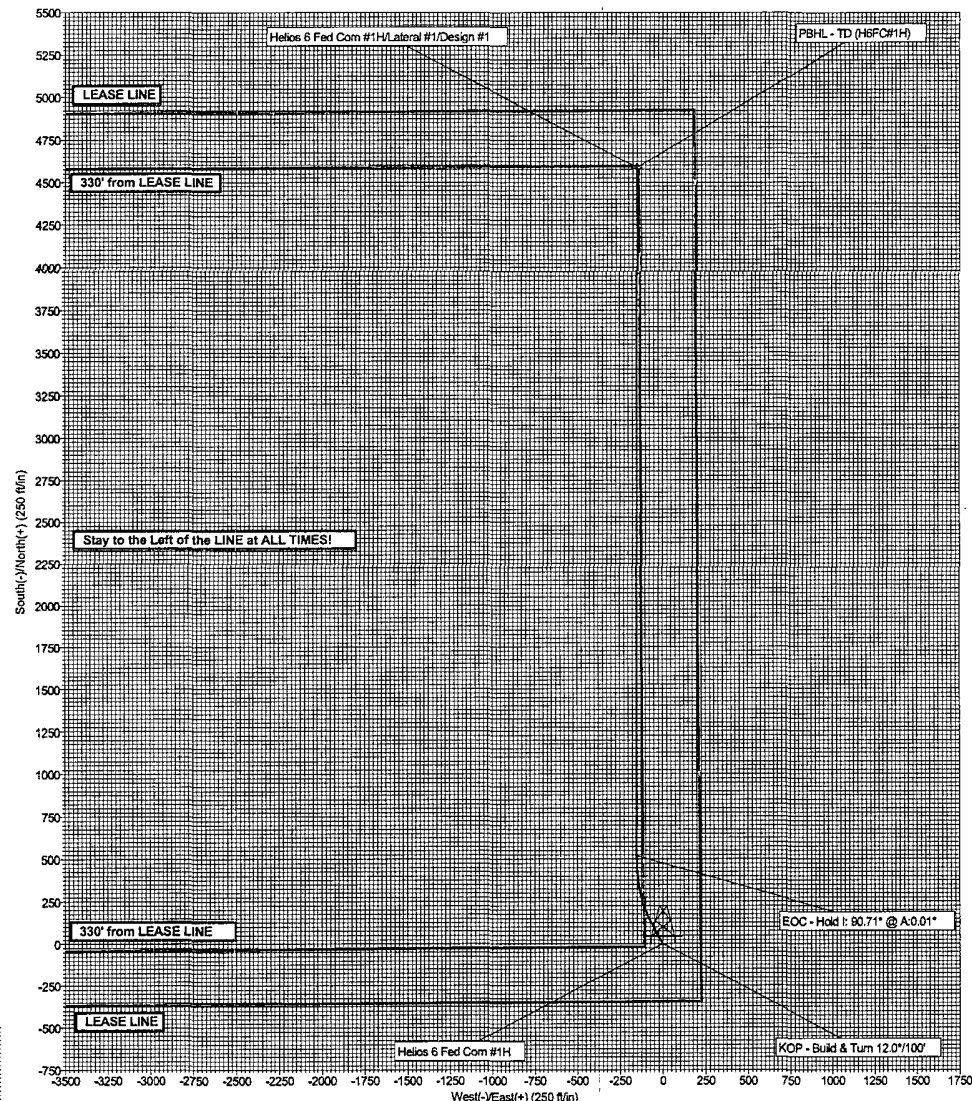 Helios 6 Fed Com #1H/Lateral #1/Design #1
PBHL - TD (H6FC#1H)
LEASE LINE
330' from LEASE LINE
Stay to the Left of the LINE at ALL TIMES!
EOC - Hold I: 90.71° @ A:0.01°
330' from LEASE LINE
LEASE LINE
Helios 6 Fed Com #1H
KOP - Build & Turn 12.0°/100'
South(-)/North(+) (250 ft/in)
5500
5250
5000
4750
4500
4250
4000
3750
3500
3250
3000
2750
2500
2250
2000
1750
1500
1250
1000
750
500
250
0
-250
-500
-750
-3500 -3250 -3000 -2750 -2500 -2250 -2000 -1750 -1500 -1250 -1000 -750 -500 -250 0 250 500 750 1000 1250 1500 1750
West(-)/East(+) (250 ft/in)